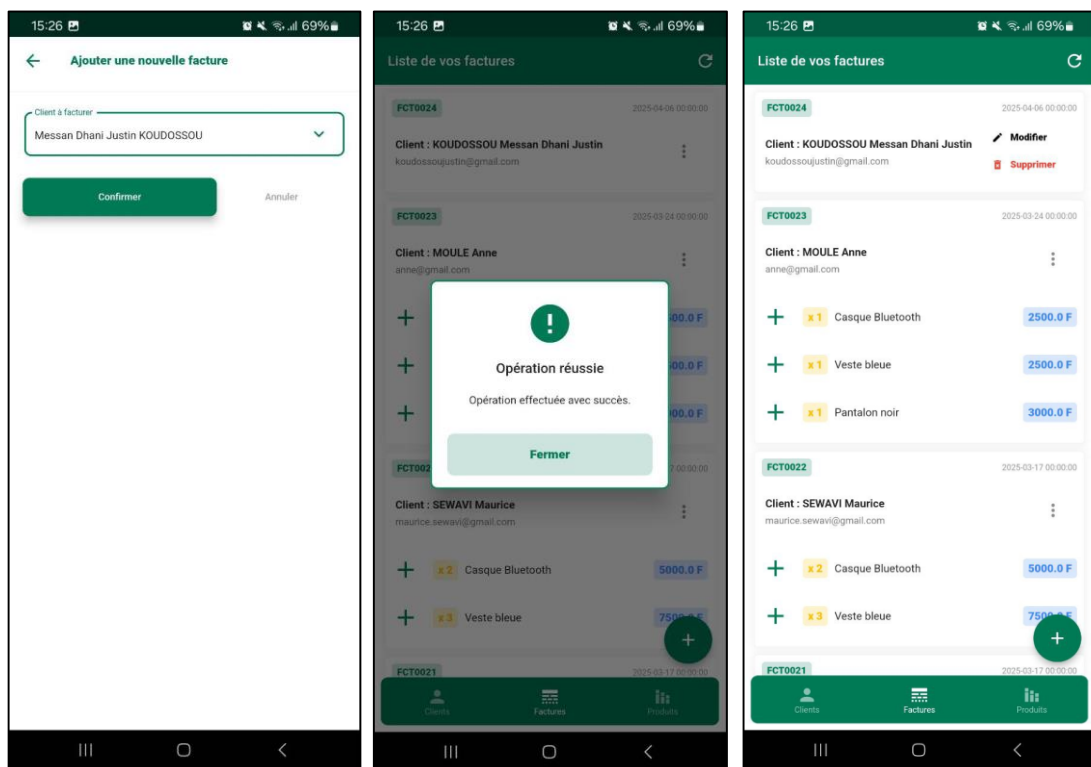 15:26
69%
Ajouter une nouvelle facture
Client à facturer
Messan Dhani Justin KOUDOSSOU
Confirmer
Annuler
15:26
69%
Liste de vos factures
FCT0024
2025-04-06 00:00:00
Client : KOUDOSSOU Messan Dhani Justin
koudossoujustin@gmail.com
FCT0023
2025-03-24 00:00:00
Client : MOULE Anne
anne@gmail.com
Opération réussie
Opération effectuée avec succès.
Fermer
Client : SEWAVI Maurice
maurice.sewavi@gmail.com
x 2 Casque Bluetooth 5000.0 F
x 3 Veste bleue
FCT0021
2025-03-17 00:00:00
Clients
Factures
Produits
15:26
69%
Liste de vos factures
FCT0024
2025-04-06 00:00:00
Client : KOUDOSSOU Messan Dhani Justin
koudossoujustin@gmail.com
Modifier
Supprimer
FCT0023
2025-03-24 00:00:00
Client : MOULE Anne
anne@gmail.com
x 1 Casque Bluetooth 2500.0 F
x 1 Veste bleue 2500.0 F
x 1 Pantalon noir 3000.0 F
FCT0022
2025-03-17 00:00:00
Client : SEWAVI Maurice
maurice.sewavi@gmail.com
x 2 Casque Bluetooth 5000.0 F
x 3 Veste bleue
FCT0021
2025-03-17 00:00:00
Clients
Factures
Produits